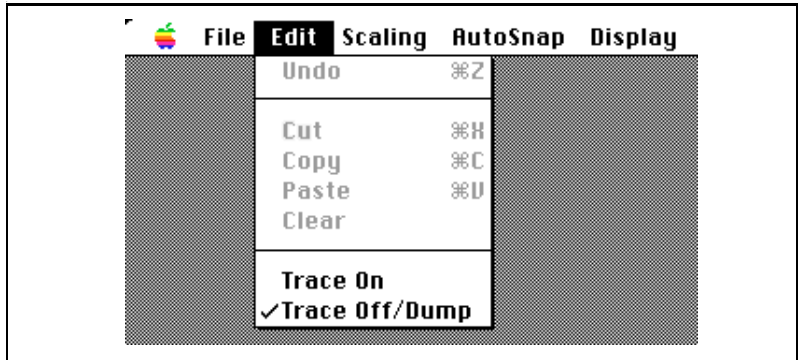 File Edit Scaling AutoSnap Display
Undo ⌘Z
Cut ⌘X
Copy ⌘C
Paste ⌘V
Clear
Trace On
✓Trace Off/Dump